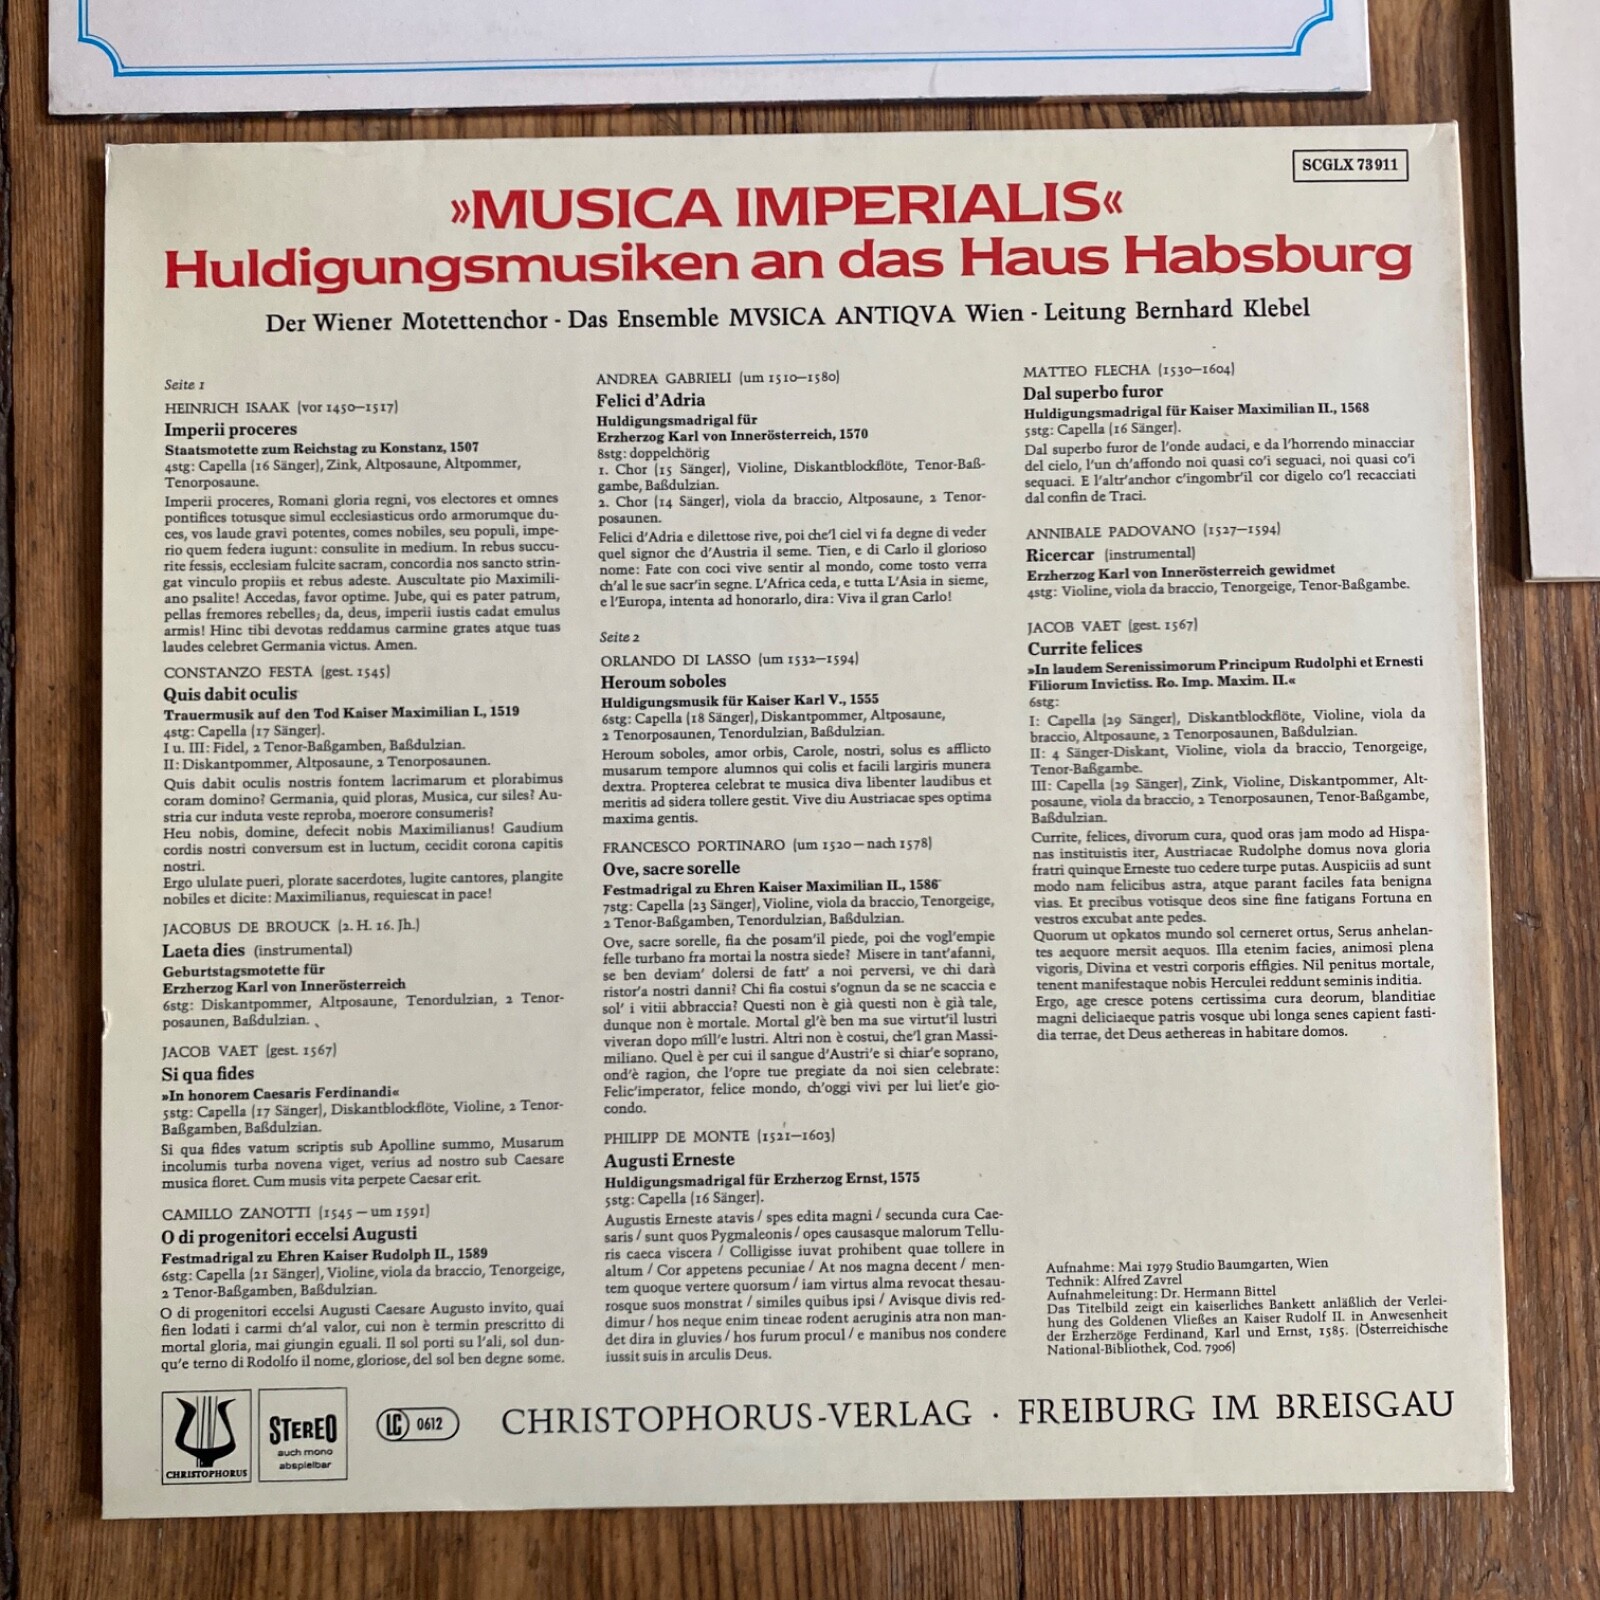 SCGLX 73911
»MUSICA IMPERIALIS«
Huldigungsmusiken an das Haus Habsburg
Der Wiener Motettenchor - Das Ensemble MVSICA ANTIQVA Wien - Leitung Bernhard Klebel
Seite 1
HEINRICH ISAAK (vor 1450–1517)
Imperii proceres
Staatsmotette zum Reichstag zu Konstanz, 1507
4stg: Capella (16 Sänger), Zink, Altposaune, Altpommer,
Tenorposaune.
Imperii proceres, Romani gloria regni, vos electores et omnes
pontifices totusque simul ecclesiasticus ordo armorumque du-
ces, vos laude gravi potentes, comes nobiles, seu populi, impe-
rio quem federa iugunt: consulite in medium. In rebus succu-
rite fessis, ecclesiam fulcite sacram, concordia nos sancto strin-
gat vinculo propiis et rebus adeste. Auscultate pio Maximili-
ano psalite! Accedas, favor optime. Jube, qui es pater patrum,
pellas fremores rebelles; da, deus, imperii iustis cadat emulus
armis! Hinc tibi devotas reddamus carmine grates atque tuas
laudes celebret Germania victus. Amen.
CONSTANZO FESTA (gest. 1545)
Quis dabit oculis
Trauermusik auf den Tod Kaiser Maximilian I., 1519
4stg: Capella (17 Sänger).
I u. III: Fidel, 2 Tenor-Baßgamben, Baßdulzian.
II: Diskantpommer, Altposaune, 2 Tenorposaunen.
Quis dabit oculis nostris fontem lacrimarum et plorabimus
coram domino? Germania, quid ploras, Musica, cur siles? Au-
stria cur induta veste reproba, moerore consumeris?
Heu nobis, domine, defecit nobis Maximilianus! Gaudium
cordis nostri conversum est in luctum, cecidit corona capitis
nostri.
Ergo ululate pueri, plorate sacerdotes, lugite cantores, plangite
nobiles et dicite: Maximilianus, requiescat in pace!
JACOBUS DE BROUCK (2. H. 16. Jh.)
Laeta dies (instrumental)
Geburtstagsmotette für
Erzherzog Karl von Innerösterreich
6stg: Diskantpommer, Altposaune, Tenordulzian, 2 Tenor-
posaunen, Baßdulzian.
JACOB VAET (gest. 1567)
Si qua fides
»In honorem Caesaris Ferdinandi«
5stg: Capella (17 Sänger), Diskantblockflöte, Violine, 2 Tenor-
Baßgamben, Baßdulzian.
Si qua fides vatum scriptis sub Apolline summo, Musarum
incolumis turba novena viget, verius ad nostro sub Caesare
musica floret. Cum musis vita perpete Caesar erit.
CAMILLO ZANOTTI (1545 – um 1591)
O di progenitori eccelsi Augusti
Festmadrigal zu Ehren Kaiser Rudolph II., 1589
6stg: Capella (21 Sänger), Violine, viola da braccio, Tenorgeige,
2 Tenor-Baßgamben, Baßdulzian.
O di progenitori eccelsi Augusti Caesare Augusto invito, quai
fien lodati i carmi ch'al valor, cui non è termin prescritto di
mortal gloria, mai giungin eguali. Il sol porti su l'ali, sol dun-
qu'e terno di Rodolfo il nome, gloriose, del sol ben degne some.
ANDREA GABRIELI (um 1510–1580)
Felici d'Adria
Huldigungsmadrigal für
Erzherzog Karl von Innerösterreich, 1570
8stg: doppelchörig
1. Chor (15 Sänger), Violine, Diskantblockflöte, Tenor-Baß-
gambe, Baßdulzian.
2. Chor (14 Sänger), viola da braccio, Altposaune, 2 Tenor-
posaunen.
Felici d'Adria e dilettose rive, poi che'l ciel vi fa degne di veder
quel signor che d'Austria il seme. Tien, e di Carlo il glorioso
nome: Fate con coci vive sentir al mondo, come tosto verra
ch'al le sue sacr'in segne. L'Africa ceda, e tutta L'Asia in sieme,
e l'Europa, intenta ad honorarlo, dira: Viva il gran Carlo!
Seite 2
ORLANDO DI LASSO (um 1532–1594)
Heroum soboles
Huldigungsmusik für Kaiser Karl V., 1555
6stg: Capella (18 Sänger), Diskantpommer, Altposaune,
2 Tenorposaunen, Tenordulzian, Baßdulzian.
Heroum soboles, amor orbis, Carole, nostri, solus es afflicto
musarum tempore alumnos qui colis et facili largiris munera
dextra. Propterea celebrat te musica diva libenter laudibus et
meritis ad sidera tollere gestit. Vive diu Austriacae spes optima
maxima gentis.
FRANCESCO PORTINARO (um 1520 – nach 1578)
Ove, sacre sorelle
Festmadrigal zu Ehren Kaiser Maximilian II., 1586
7stg: Capella (23 Sänger), Violine, viola da braccio, Tenorgeige,
2 Tenor-Baßgamben, Tenordulzian, Baßdulzian.
Ove, sacre sorelle, fia che posam'il piede, poi che vogl'empie
felle turbano fra mortai la nostra siede? Misere in tant'afanni,
se ben deviam' dolersi de fatt' a noi perversi, ve chi darà
ristor'a nostri danni? Chi fia costui s'ognun da se ne scaccia e
sol' i vitii abbraccia? Questi non è già questi non è già tale,
dunque non è mortale. Mortal gl'è ben ma sue virtut'il lustri
viveran dopo mill'e lustri. Altri non è costui, che'l gran Massi-
miliano. Quel è per cui il sangue d'Austri'e si chiar'e soprano,
ond'è ragion, che l'opre tue pregiate da noi sien celebrate:
Felic'imperator, felice mondo, ch'oggi vivi per lui liet'e gio-
condo.
PHILIPP DE MONTE (1521–1603)
Augusti Erneste
Huldigungsmadrigal für Erzherzog Ernst, 1575
5stg: Capella (16 Sänger).
Augustis Erneste atavis / spes edita magni / secunda cura Cae-
saris / sunt quos Pygmaleonis / opes causasque malorum Tellu-
ris caeca viscera / Colligisse iuvat prohibent quae tollere in
altum / Cor appetens pecuniae / At nos magna decent / men-
tem quoque vertere quorsum / iam virtus alma revocat thesau-
rosque suos monstrat / similes quibus ipsi / Avisque divis red-
dimur / hos neque enim tineae rodent aeruginis atra non man-
det dira in gluvies / hos furum procul / e manibus nos condere
iussit suis in arculis Deus.
MATTEO FLECHA (1530–1604)
Dal superbo furor
Huldigungsmadrigal für Kaiser Maximilian II., 1568
5stg: Capella (16 Sänger).
Dal superbo furor de l'onde audaci, e da l'horrendo minacciar
del cielo, l'un ch'affondo noi quasi co'i seguaci, noi quasi co'i
sequaci. E l'altr'anchor c'ingombr'il cor digelo co'l recacciati
dal confin de Traci.
ANNIBALE PADOVANO (1527–1594)
Ricercar (instrumental)
Erzherzog Karl von Innerösterreich gewidmet
4stg: Violine, viola da braccio, Tenorgeige, Tenor-Baßgambe.
JACOB VAET (gest. 1567)
Currite felices
»In laudem Serenissimorum Principum Rudolphi et Ernesti
Filiorum Invictiss. Ro. Imp. Maxim. II.«
6stg:
I: Capella (29 Sänger), Diskantblockflöte, Violine, viola da
braccio, Altposaune, 2 Tenorposaunen, Baßdulzian.
II: 4 Sänger-Diskant, Violine, viola da braccio, Tenorgeige,
Tenor-Baßgambe.
III: Capella (29 Sänger), Zink, Violine, Diskantpommer, Alt-
posaune, viola da braccio, 2 Tenorposaunen, Tenor-Baßgambe,
Baßdulzian.
Currite, felices, divorum cura, quod oras jam modo ad Hispa-
nas instituistis iter, Austriacae Rudolphe domus nova gloria
fratri quinque Erneste tuo cedere turpe putas. Auspiciis ad sunt
modo nam felicibus astra, atque parant faciles fata benigna
vias. Et precibus votisque deos sine fine fatigans Fortuna en
vestros excubat ante pedes.
Quorum ut opkatos mundo sol cerneret ortus, Serus anhelan-
tes aequore mersit aequos. Illa etenim facies, animosi plena
vigoris, Divina et vestri corporis effigies. Nil penitus mortale,
tenent manifestaque nobis Herculei reddunt seminis inditia.
Ergo, age cresce potens certissima cura deorum, blanditiae
magni deliciaeque patris vosque ubi longa senes capient fasti-
dia terrae, det Deus aethereas in habitare domos.
Aufnahme: Mai 1979 Studio Baumgarten, Wien
Technik: Alfred Zavrel
Aufnahmeleitung: Dr. Hermann Bittel
Das Titelbild zeigt ein kaiserliches Bankett anläßlich der Verlei-
hung des Goldenen Vließes an Kaiser Rudolf II. in Anwesenheit
der Erzherzöge Ferdinand, Karl und Ernst, 1585. (Österreichische
National-Bibliothek, Cod. 7906)
CHRISTOPHORUS
STEREO
auch mono
abspielbar
LC 0612
CHRISTOPHORUS-VERLAG · FREIBURG IM BREISGAU